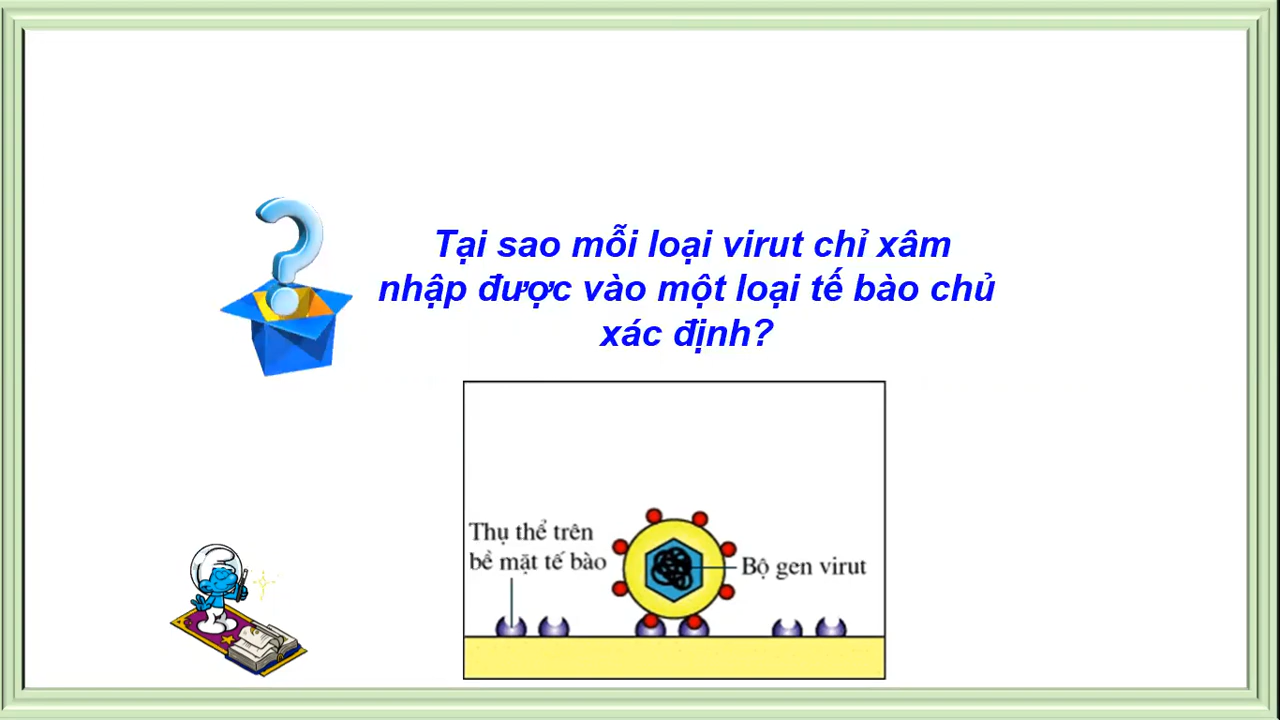 Tại sao mỗi loại virut chỉ xâm
nhập được vào một loại tế bào chủ
xác định?
Thụ thể trên
bề mặt tế bào
Bộ gen virut